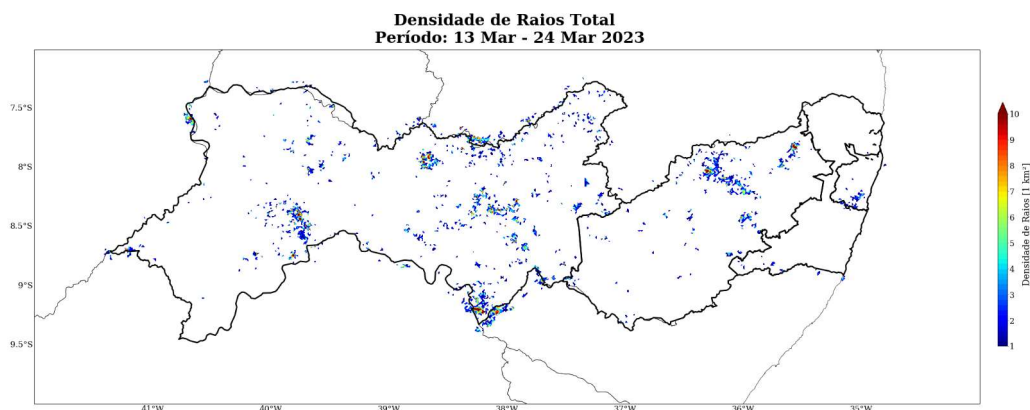 Densidade de Raios Total
Período: 13 Mar - 24 Mar 2023
7.5°S
8°S
8.5°S
9°S
9.5°S
41°W
40°W
39°W
38°W
37°W
36°W
35°W
10
9
8
7
6
5
4
3
2
1
Densidade de Raios [1 km²]